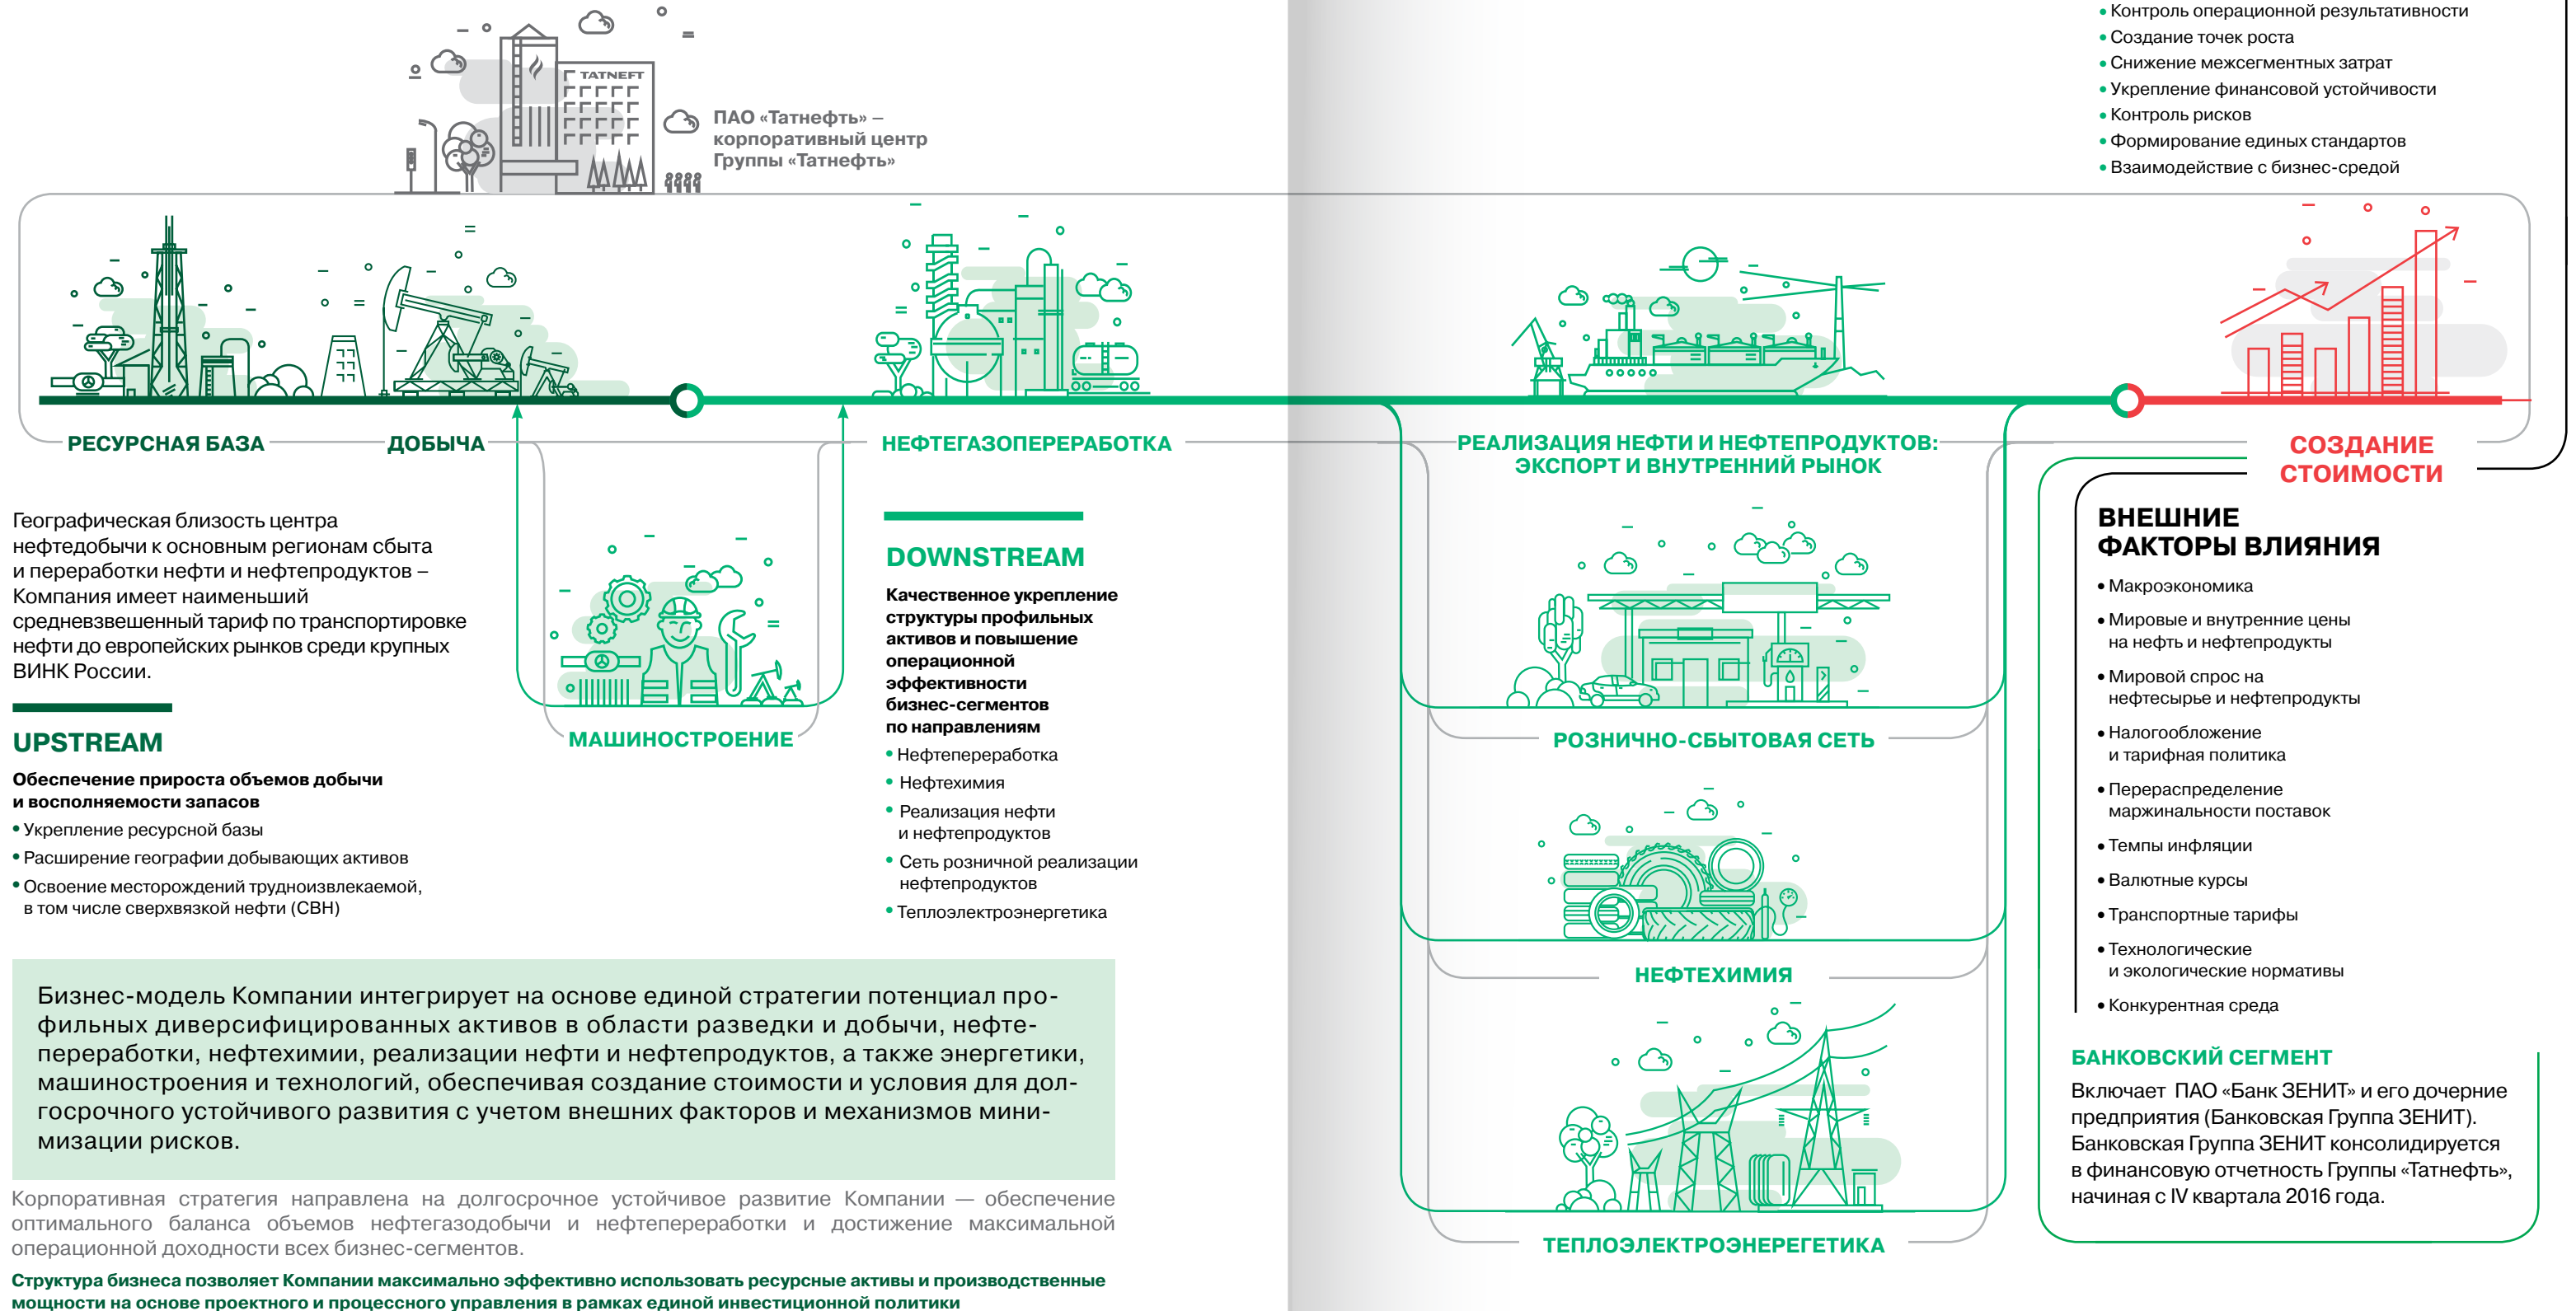 TATNEFT
ПАО «Татнефть» –
корпоративный центр
Группы «Татнефть»
• Контроль операционной результативности
• Создание точек роста
• Снижение межсегментных затрат
• Укрепление финансовой устойчивости
• Контроль рисков
• Формирование единых стандартов
• Взаимодействие с бизнес-средой
РЕСУРСНАЯ БАЗА
ДОБЫЧА
НЕФТЕГАЗОПЕРЕРАБОТКА
РЕАЛИЗАЦИЯ НЕФТИ И НЕФТЕПРОДУКТОВ:
ЭКСПОРТ И ВНУТРЕННИЙ РЫНОК
СОЗДАНИЕ
СТОИМОСТИ
Географическая близость центра
нефтедобычи к основным регионам сбыта
и переработки нефти и нефтепродуктов –
Компания имеет наименьший
средневзвешенный тариф по транспортировке
нефти до европейских рынков среди крупных
ВИНК России.
UPSTREAM
Обеспечение прироста объемов добычи
и восполняемости запасов
• Укрепление ресурсной базы
• Расширение географии добывающих активов
• Освоение месторождений трудноизвлекаемой,
в том числе сверхвязкой нефти (СВН)
МАШИНОСТРОЕНИЕ
DOWNSTREAM
Качественное укрепление
структуры профильных
активов и повышение
операционной
эффективности
бизнес-сегментов
по направлениям
• Нефтепереработка
• Нефтехимия
• Реализация нефти
и нефтепродуктов
• Сеть розничной реализации
нефтепродуктов
• Теплоэлектроэнергетика
РОЗНИЧНО-СБЫТОВАЯ СЕТЬ
НЕФТЕХИМИЯ
ТЕПЛОЭЛЕКТРОЭНЕРЕГЕТИКА
ВНЕШНИЕ
ФАКТОРЫ ВЛИЯНИЯ
• Макроэкономика
• Мировые и внутренние цены
на нефть и нефтепродукты
• Мировой спрос на
нефтесырье и нефтепродукты
• Налогообложение
и тарифная политика
• Перераспределение
маржинальности поставок
• Темпы инфляции
• Валютные курсы
• Транспортные тарифы
• Технологические
и экологические нормативы
• Конкурентная среда
БАНКОВСКИЙ СЕГМЕНТ
Включает ПАО «Банк ЗЕНИТ» и его дочерние
предприятия (Банковская Группа ЗЕНИТ).
Банковская Группа ЗЕНИТ консолидируется
в финансовую отчетность Группы «Татнефть»,
начиная с IV квартала 2016 года.
Бизнес-модель Компании интегрирует на основе единой стратегии потенциал про-
фильных диверсифицированных активов в области разведки и добычи, нефте-
переработки, нефтехимии, реализации нефти и нефтепродуктов, а также энергетики,
машиностроения и технологий, обеспечивая создание стоимости и условия для дол-
госрочного устойчивого развития с учетом внешних факторов и механизмов мини-
мизации рисков.
Корпоративная стратегия направлена на долгосрочное устойчивое развитие Компании — обеспечение
оптимального баланса объемов нефтегазодобычи и нефтепереработки и достижение максимальной
операционной доходности всех бизнес-сегментов.
Структура бизнеса позволяет Компании максимально эффективно использовать ресурсные активы и производственные
мощности на основе проектного и процессного управления в рамках единой инвестиционной политики